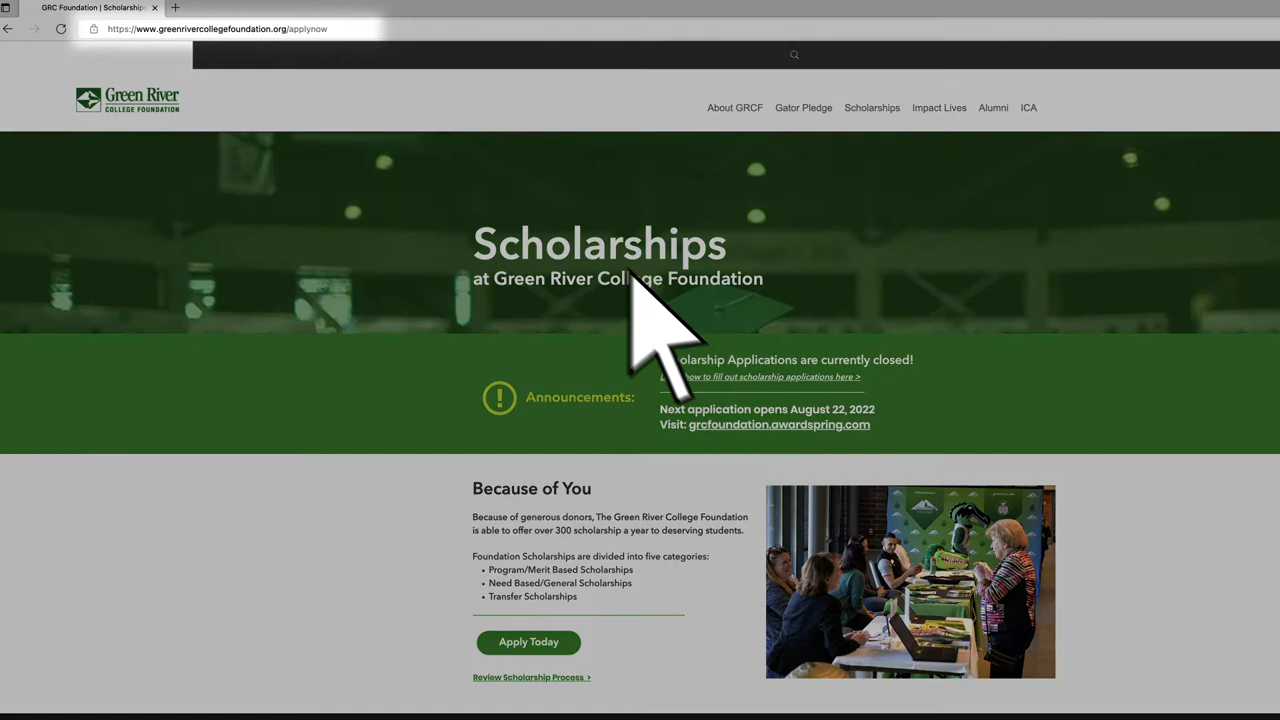 GRC Foundation | Scholarships
https://www.greenrivercollegefoundation.org/applynow
Green River
COLLEGE FOUNDATION
About GRCF Gator Pledge Scholarships Impact Lives Alumni ICA
Scholarships
at Green River College Foundation
Scholarship Applications are currently closed!
how to fill out scholarship applications here >
Announcements:
Next application opens August 22, 2022
Visit: grcfoundation.awardspring.com
Because of You
Because of generous donors, The Green River College Foundation
is able to offer over 300 scholarship a year to deserving students.
Foundation Scholarships are divided into five categories:
• Program/Merit Based Scholarships
• Need Based/General Scholarships
• Transfer Scholarships
Apply Today
Review Scholarship Process >